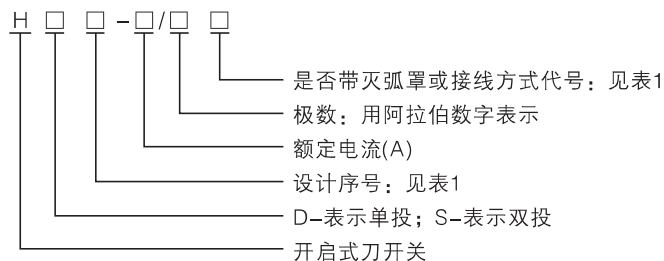 H □ □ - □ / □ □
是否带灭弧罩或接线方式代号：见表1
极数：用阿拉伯数字表示
额定电流(A)
设计序号：见表1
D-表示单投；S-表示双投
开启式刀开关